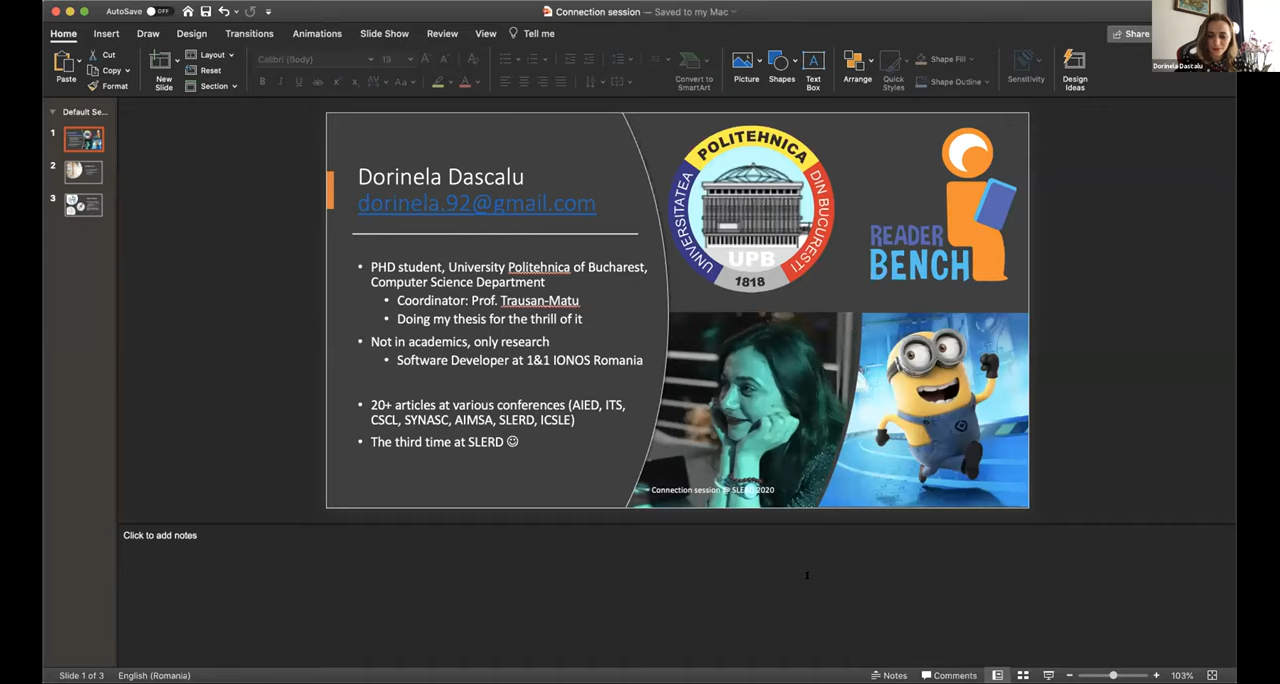 AutoSave OFF
Connection session — Saved to my Mac
Home Insert Draw Design Transitions Animations Slide Show Review View Tell me
Share
Dorinela Dascalu
Paste
Cut
Copy
Format
New
Slide
Layout
Reset
Section
Calibri (Body) 19
Convert to
SmartArt
Picture
Shapes
Text
Box
Arrange
Quick
Styles
Shape Fill
Shape Outline
Sensitivity
Design
Ideas
Default Se...
1
2
3
Dorinela Dascalu
dorinela.92@gmail.com
• PHD student, University Politehnica of Bucharest,
Computer Science Department
• Coordinator: Prof. Trausan-Matu
• Doing my thesis for the thrill of it
• Not in academics, only research
• Software Developer at 1&1 IONOS Romania
• 20+ articles at various conferences (AIED, ITS,
CSCL, SYNASC, AIMSA, SLERD, ICSLE)
• The third time at SLERD ☺
UNIVERSITATEA
POLITEHNICA
DIN BUCURESTI
UPB
1818
READER
BENCH
Connection session @ SLERD 2020
Click to add notes
Slide 1 of 3 English (Romania)
Notes Comments 103%